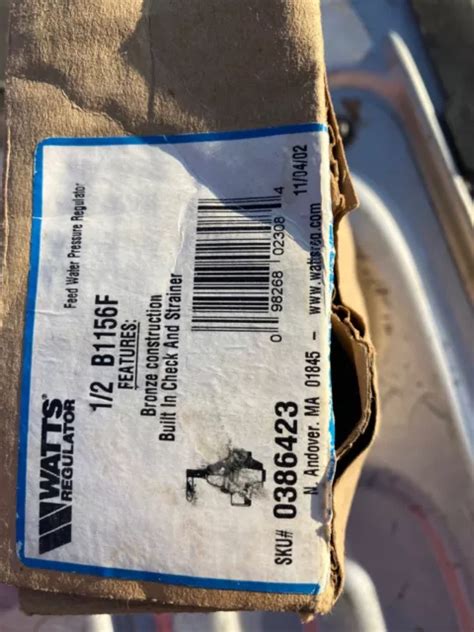 WATTS®
REGULATOR
Feed Water Pressure Regulator
1/2 B1156F
FEATURES:
Bronze construction
Built In Check And Strainer
0 98268 02308 4
11/04/02
SKU# 0386423
N. Andover, MA 01845 - www.wattsreg.com